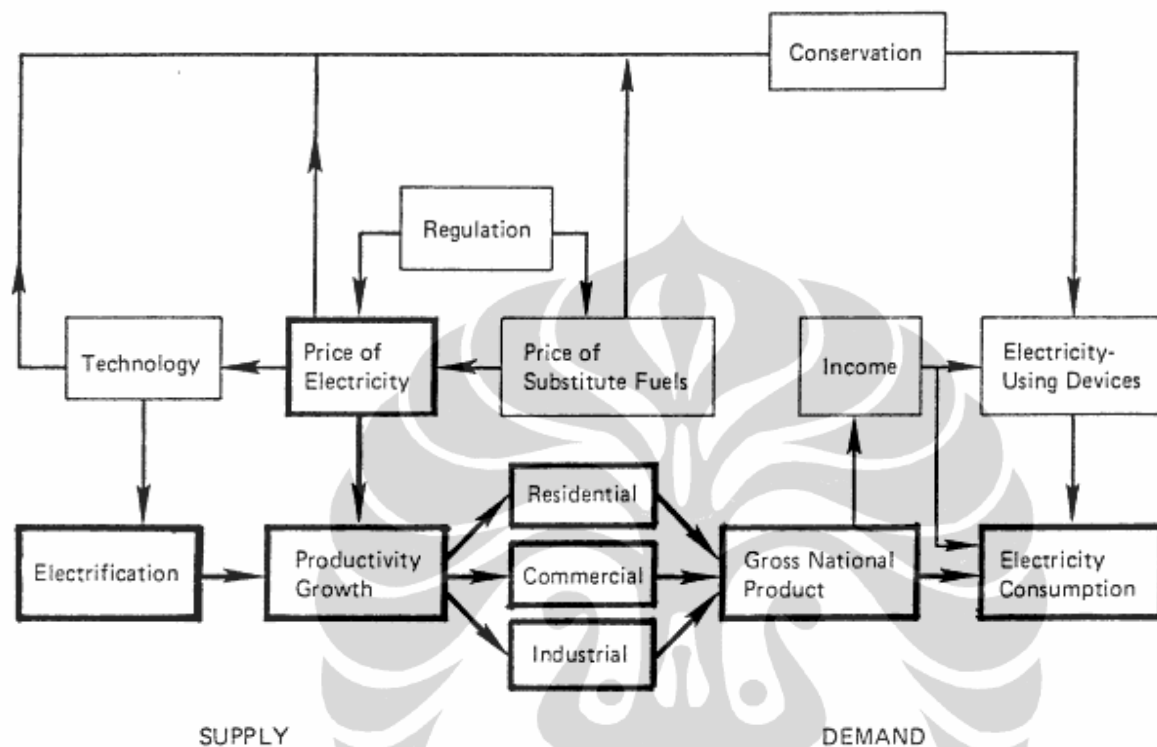 Conservation
Regulation
Technology
Price of
Electricity
Price of
Substitute Fuels
Income
Electricity-
Using Devices
Electrification
Productivity
Growth
Residential
Commercial
Industrial
Gross National
Product
Electricity
Consumption
SUPPLY
DEMAND